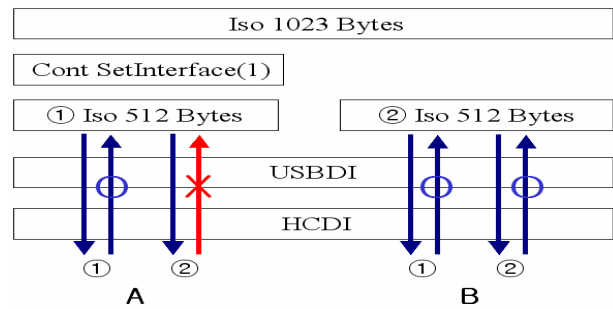 Iso 1023 Bytes
Cont SetInterface(1)
① Iso 512 Bytes
② Iso 512 Bytes
USBDI
HCDI
① ② ① ②
A B